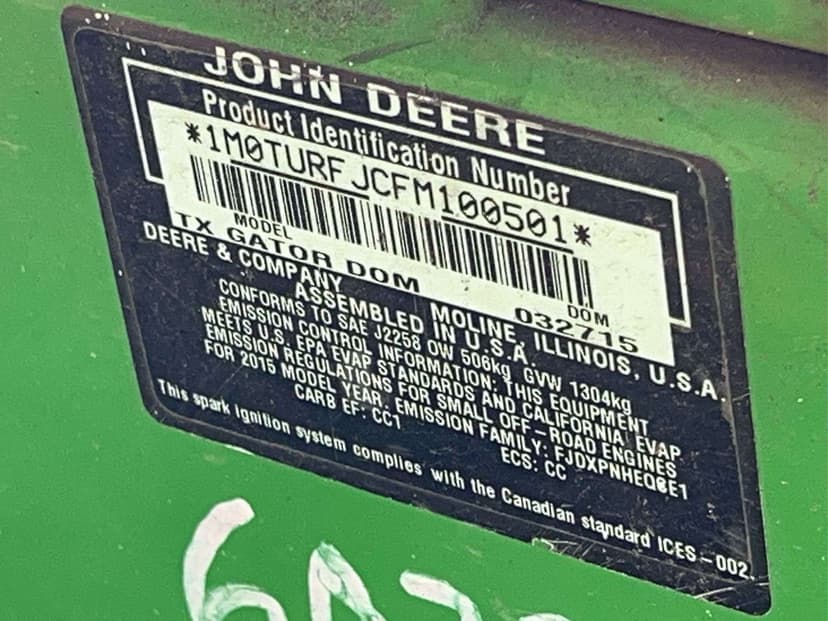 JOHN DEERE
Product Identification Number
*1M0TURFJCFM100501*
MODEL DOM
TX GATOR DOM 032715
DEERE & COMPANY MOLINE, ILLINOIS, U.S.A.
ASSEMBLED IN U.S.A.
CONFORMS TO SAE J2258 OW 506kg GVW 1304kg
EMISSION CONTROL INFORMATION: THIS EQUIPMENT
MEETS U.S. EPA EVAP STANDARDS AND CALIFORNIA EVAP
EMISSION REGULATIONS FOR SMALL OFF-ROAD ENGINES
FOR 2015 MODEL YEAR. EMISSION FAMILY:
CARB EF: CC1 ECS: CC
This spark ignition system complies with the Canadian standard ICES-002.